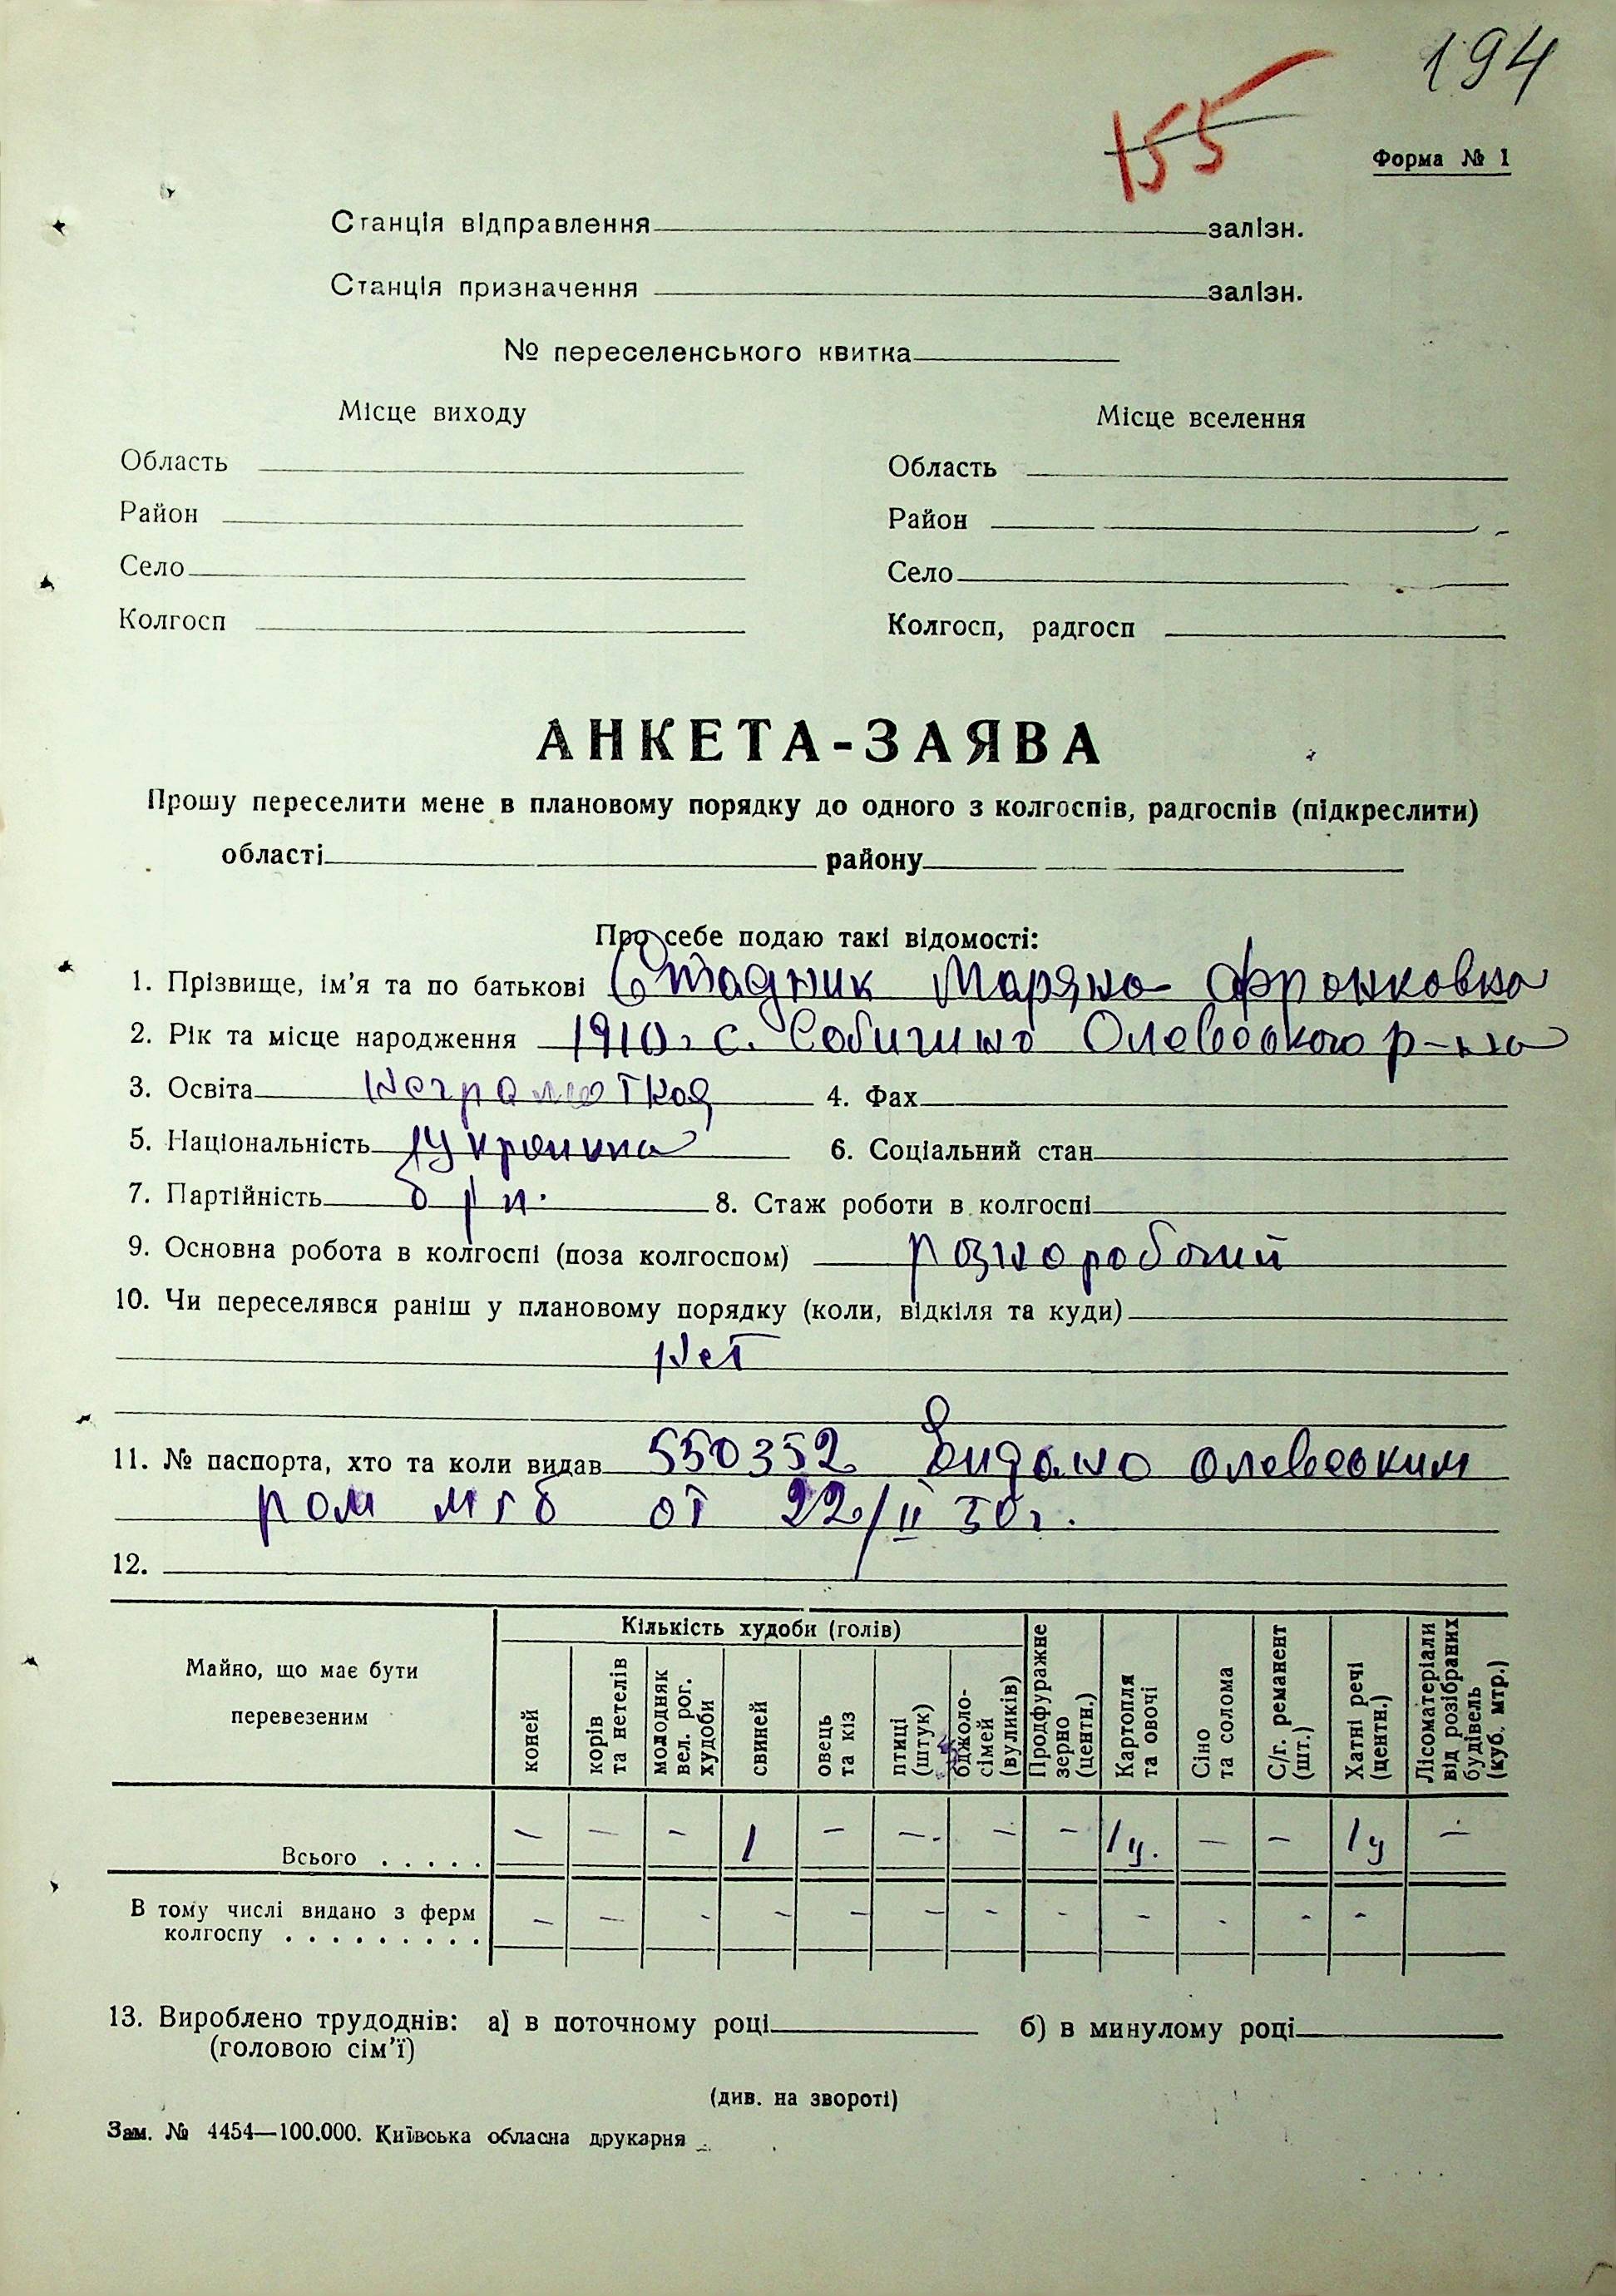 194
155
Форма № 1
Станція відправлення залізн.
Станція призначення залізн.
№ переселенського квитка
Місце виходу Місце вселення
Область Область
Район Район
Село Село
Колгосп Колгосп, радгосп
АНКЕТА-ЗАЯВА
Прошу переселити мене в плановому порядку до одного з колгоспів, радгоспів (підкреслити)
області району
Про себе подаю такі відомості:
1. Прізвище, ім'я та по батькові Стадник Маряна Франковна
2. Рік та місце народження 1910 г с. Собичино Олевского р-на
3. Освіта неграмоткая 4. Фах
5. Національність украинка 6. Соціальний стан
7. Партійність б/п. 8. Стаж роботи в колгоспі
9. Основна робота в колгоспі (поза колгоспом) разнорабочий
10. Чи переселявся раніш у плановому порядку (коли, відкіля та куди)
Нет
11. № паспорта, хто та коли видав 550352 Видано олевским
ром мгб от 22/II 50г.
12.
Майно, що має бути перевезеним Кількість худоби (голів)
коней корів та нетелів молодняк вел. рог. худоби свиней овець та кіз птиці (штук) бджоло-сімей (вуликів) Продфуражне зерно (центн.) Картопля та овочі Сіно та солома С/г. реманент (шт.) Хатні речі (центн.) Лісоматеріали від розібраних будівель (куб. мтр.)
Всього . . . . . — — — 1 — — — — 1ц. — — 1ц —
В тому числі видано з ферм
колгоспу . . . . . . . . . — — — — — — — — — — — —
13. Вироблено трудоднів: а) в поточному році б) в минулому році
(головою сім'ї)
(див. на звороті)
Зам. № 4454—100.000. Київська обласна друкарня